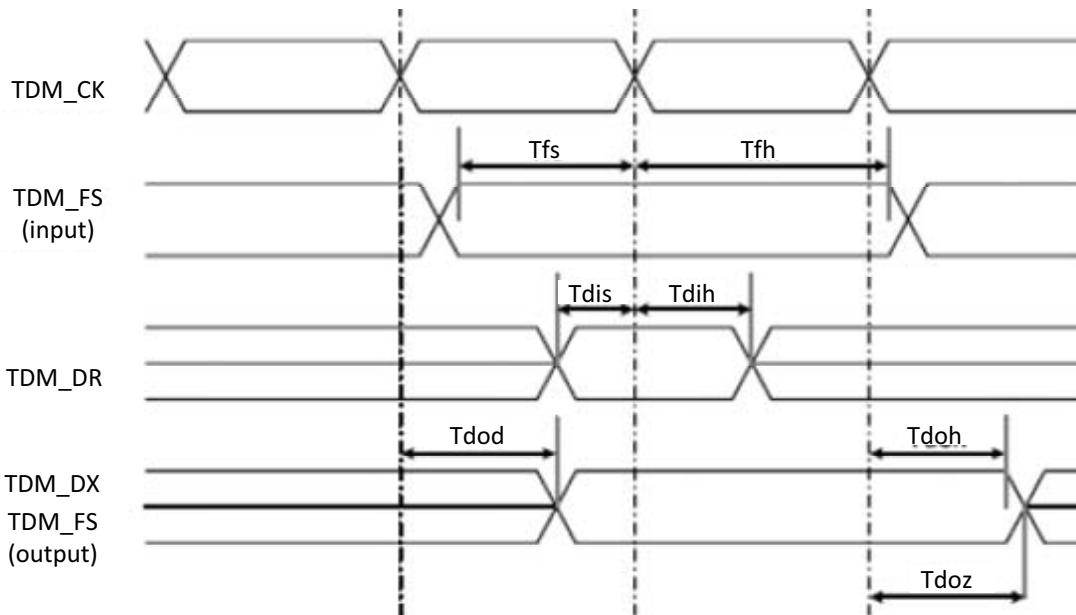 TDM_CK
Tfs
Tfh
TDM_FS
(input)
Tdis
Tdih
TDM_DR
Tdod
Tdoh
TDM_DX
TDM_FS
(output)
Tdoz